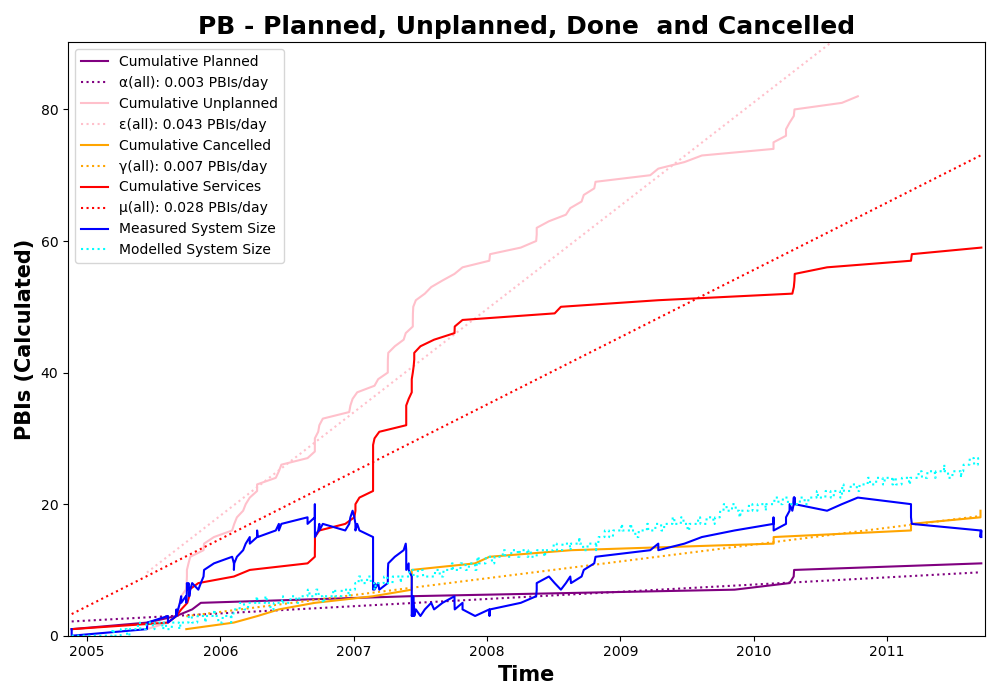 PB - Planned, Unplanned, Done  and Cancelled
Cumulative Planned
α(all): 0.003 PBIs/day
Cumulative Unplanned
ε(all): 0.043 PBIs/day
Cumulative Cancelled
γ(all): 0.007 PBIs/day
Cumulative Services
μ(all): 0.028 PBIs/day
Measured System Size
Modelled System Size
PBIs (Calculated)
80
60
40
20
0
2005 2006 2007 2008 2009 2010 2011
Time